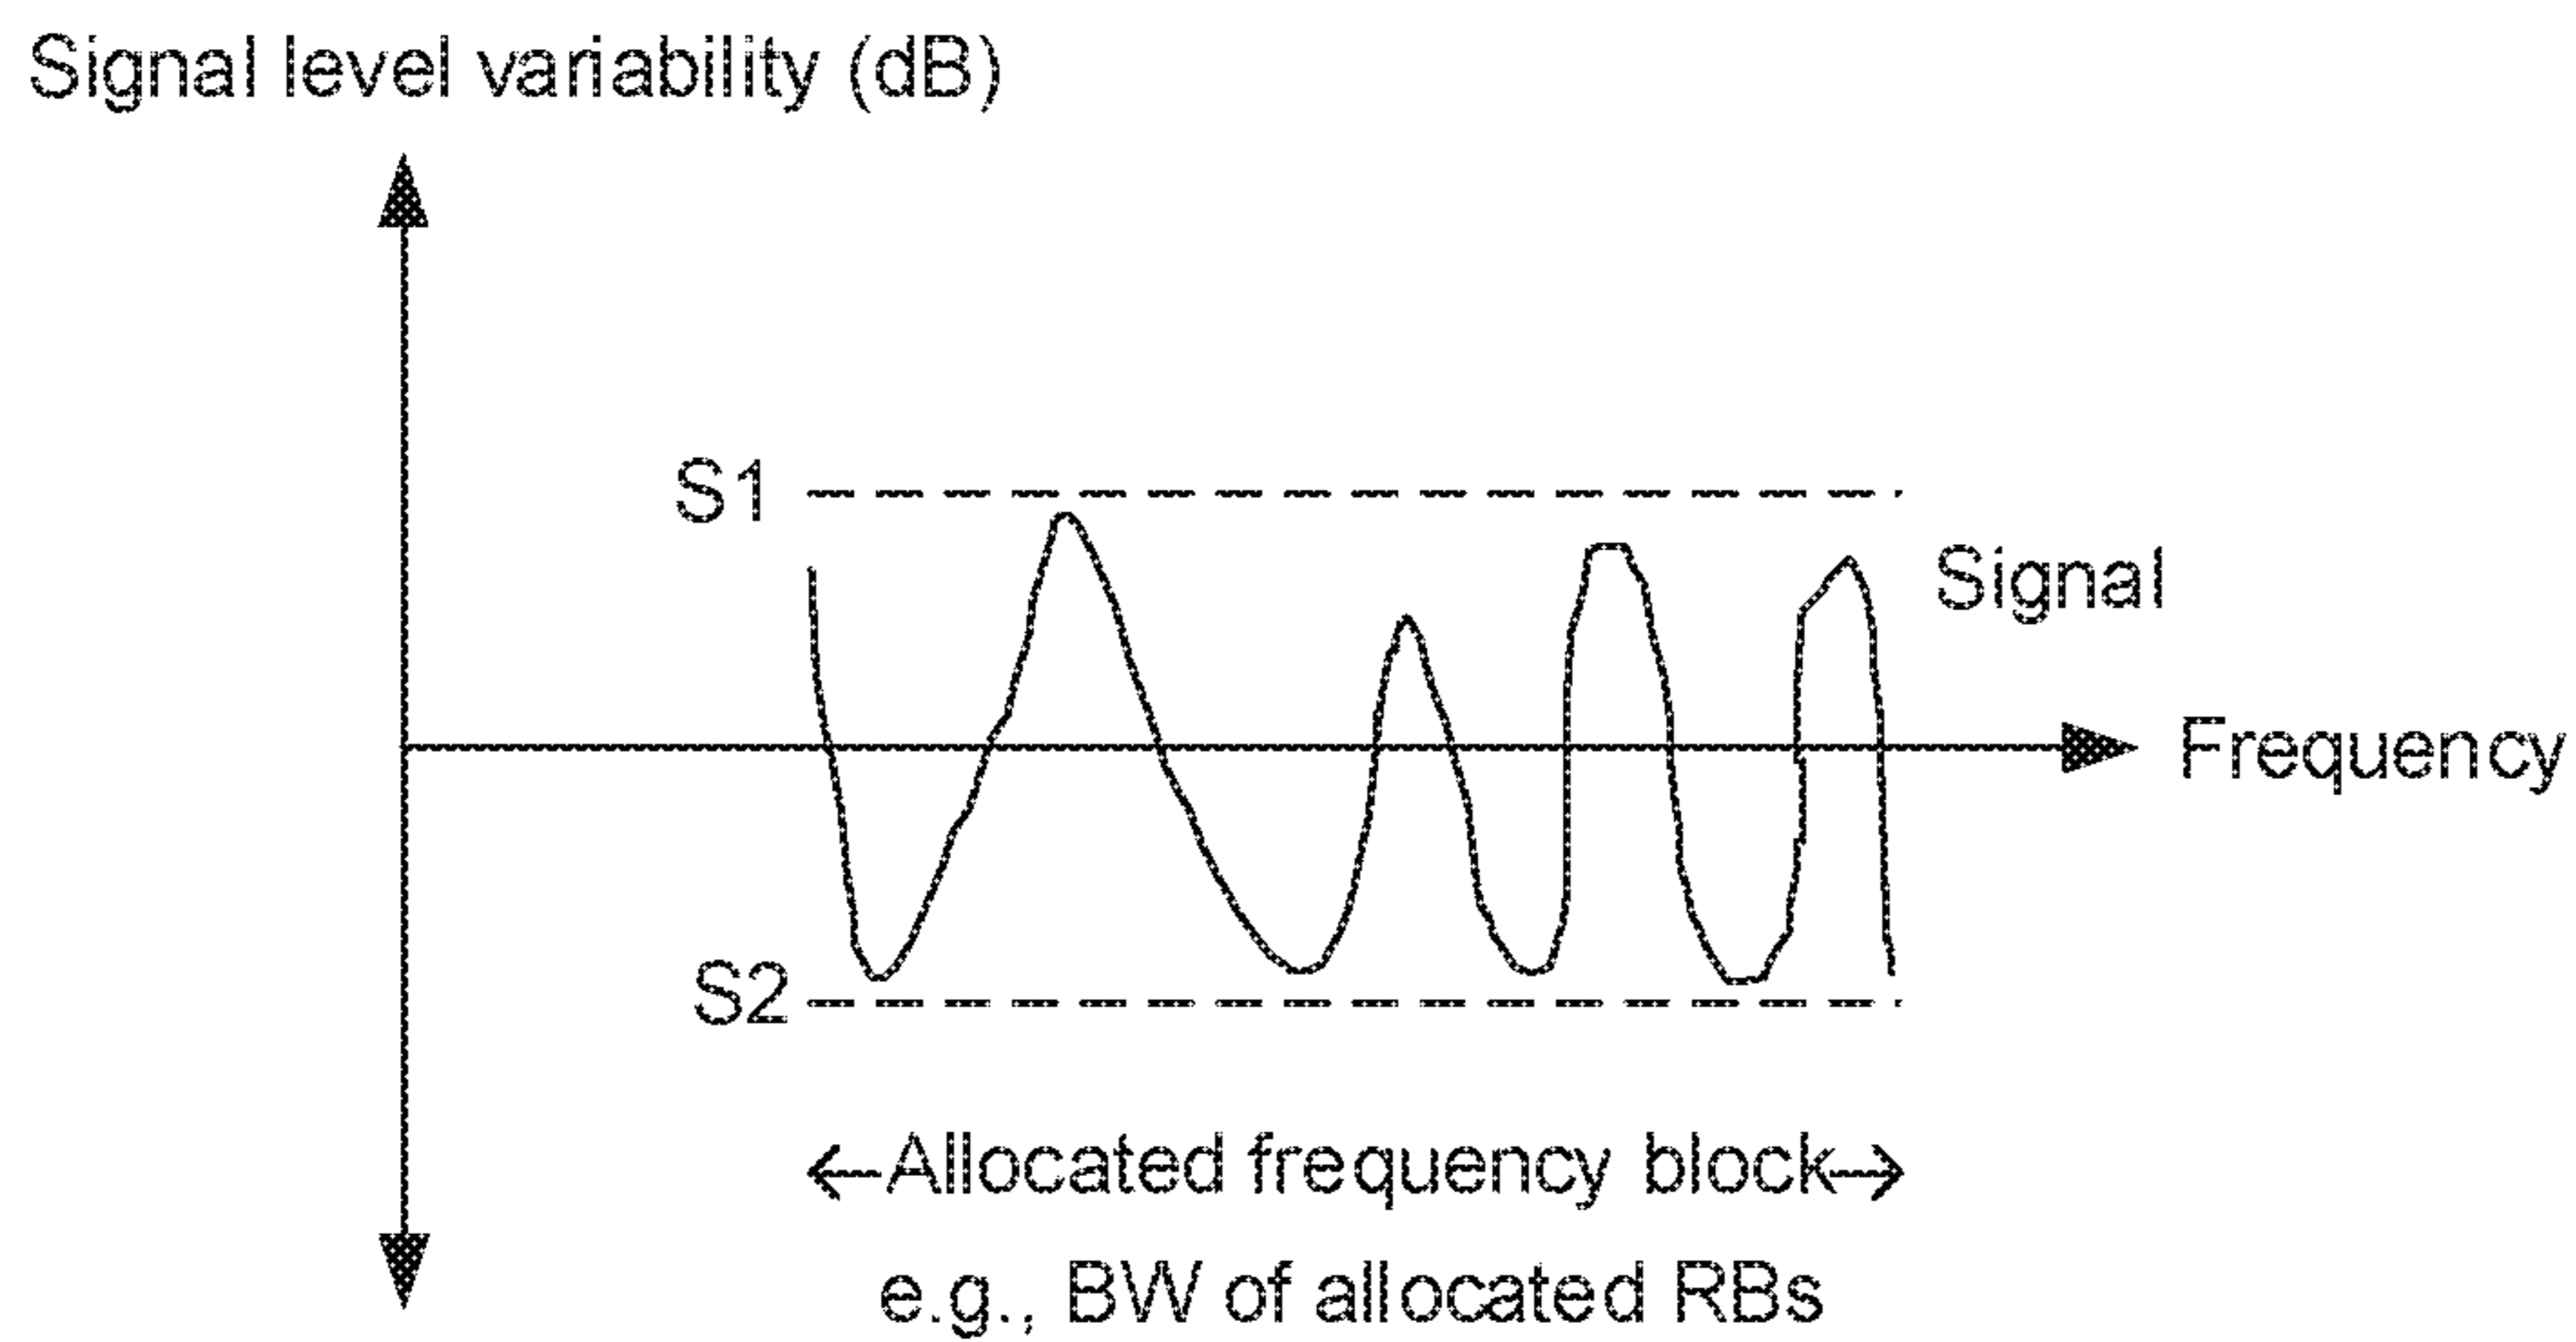 Signal level variability (dB)
S1
Signal
Frequency
S2
←Allocated frequency block→
e.g., BW of allocated RBs